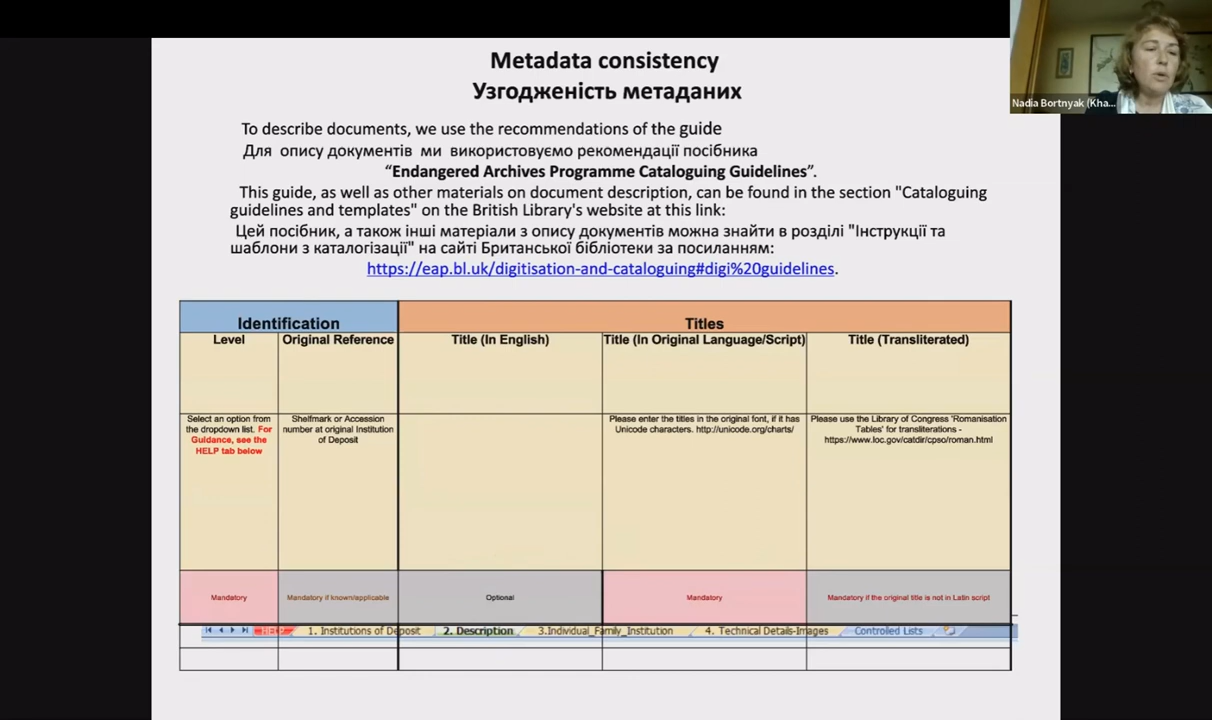 Metadata consistency
Узгодженість метаданих
Nadia Bortnyak (Kha...
To describe documents, we use the recommendations of the guide
Для опису документів ми використовуємо рекомендації посібника
“Endangered Archives Programme Cataloguing Guidelines”.
This guide, as well as other materials on document description, can be found in the section "Cataloguing
guidelines and templates" on the British Library's website at this link:
Цей посібник, а також інші матеріали з опису документів можна знайти в розділі "Інструкції та
шаблони з каталогізації" на сайті Британської бібліотеки за посиланням:
https://eap.bl.uk/digitisation-and-cataloguing#digi%20guidelines.
Identification
Titles
Level
Original Reference
Title (In English)
Title (In Original Language/Script)
Title (Transliterated)
Select an option from
the dropdown list. For
Guidance, see the
HELP tab below
Shelfmark or Accession
number at original Institution
of Deposit
Please enter the titles in the original font, if it has
Unicode characters. http://unicode.org/charts/
Please use the Library of Congress 'Romanisation
Tables' for transliterations -
https://www.loc.gov/catdir/cpso/roman.html
Mandatory
Mandatory if known/applicable
Optional
Mandatory
Mandatory if the original title is not in Latin script
HELP
1. Institutions of Deposit
2. Description
3.Individual_Family_Institution
4. Technical Details-Images
Controlled Lists